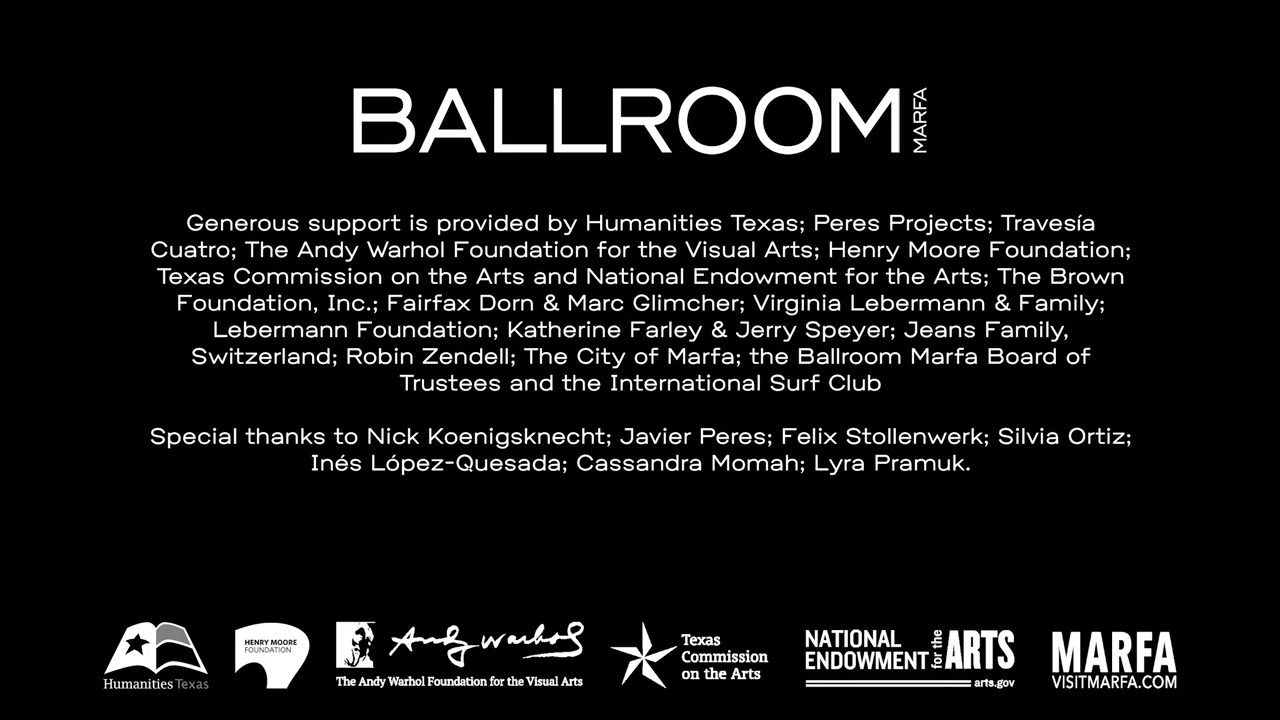 BALLROOM MARFA
Generous support is provided by Humanities Texas; Peres Projects; Travesía
Cuatro; The Andy Warhol Foundation for the Visual Arts; Henry Moore Foundation;
Texas Commission on the Arts and National Endowment for the Arts; The Brown
Foundation, Inc.; Fairfax Dorn & Marc Glimcher; Virginia Lebermann & Family;
Lebermann Foundation; Katherine Farley & Jerry Speyer; Jeans Family,
Switzerland; Robin Zendell; The City of Marfa; the Ballroom Marfa Board of
Trustees and the International Surf Club
Special thanks to Nick Koenigsknecht; Javier Peres; Felix Stollenwerk; Silvia Ortiz;
Inés López-Quesada; Cassandra Momah; Lyra Pramuk.
Humanities Texas
HENRY MOORE
FOUNDATION
Andy Warhol
The Andy Warhol Foundation for the Visual Arts
Texas
Commission
on the Arts
NATIONAL
ENDOWMENT
for the
ARTS
arts.gov
MARFA
VISITMARFA.COM